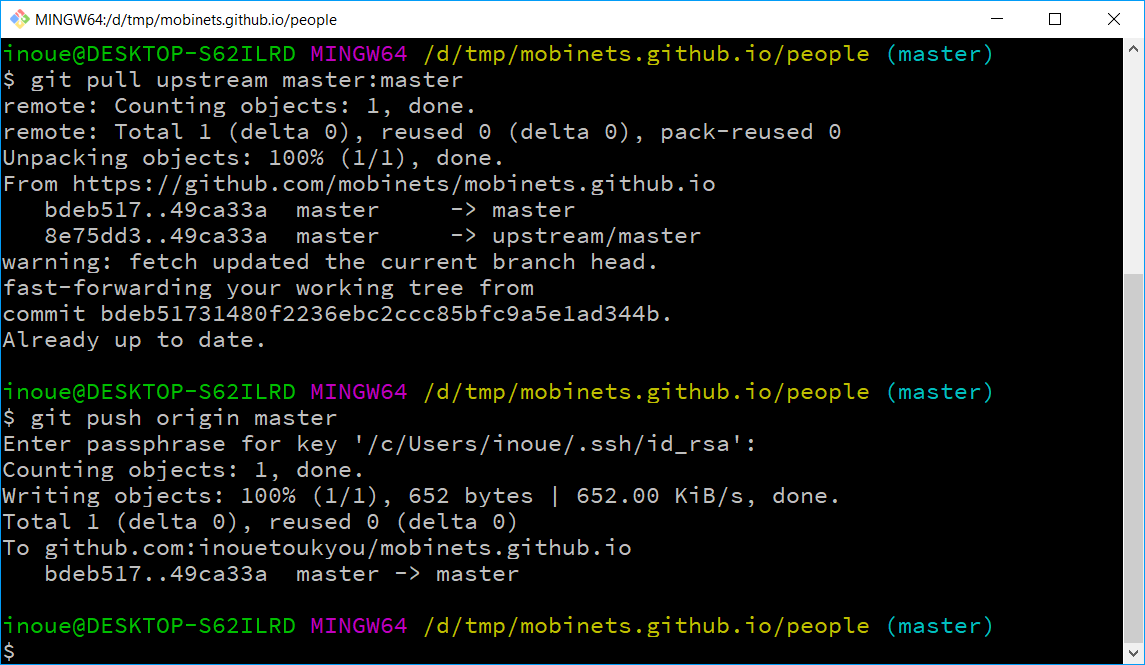 MINGW64:/d/tmp/mobinets.github.io/people
inoue@DESKTOP-S62ILRD MINGW64 /d/tmp/mobinets.github.io/people (master)
$ git pull upstream master:master
remote: Counting objects: 1, done.
remote: Total 1 (delta 0), reused 0 (delta 0), pack-reused 0
Unpacking objects: 100% (1/1), done.
From https://github.com/mobinets/mobinets.github.io
   bdeb517..49ca33a  master     -> master
   8e75dd3..49ca33a  master     -> upstream/master
warning: fetch updated the current branch head.
fast-forwarding your working tree from
commit bdeb51731480f2236ebc2ccc85bfc9a5e1ad344b.
Already up to date.

inoue@DESKTOP-S62ILRD MINGW64 /d/tmp/mobinets.github.io/people (master)
$ git push origin master
Enter passphrase for key '/c/Users/inoue/.ssh/id_rsa':
Counting objects: 1, done.
Writing objects: 100% (1/1), 652 bytes | 652.00 KiB/s, done.
Total 1 (delta 0), reused 0 (delta 0)
To github.com:inouetoukyou/mobinets.github.io
   bdeb517..49ca33a  master -> master

inoue@DESKTOP-S62ILRD MINGW64 /d/tmp/mobinets.github.io/people (master)
$